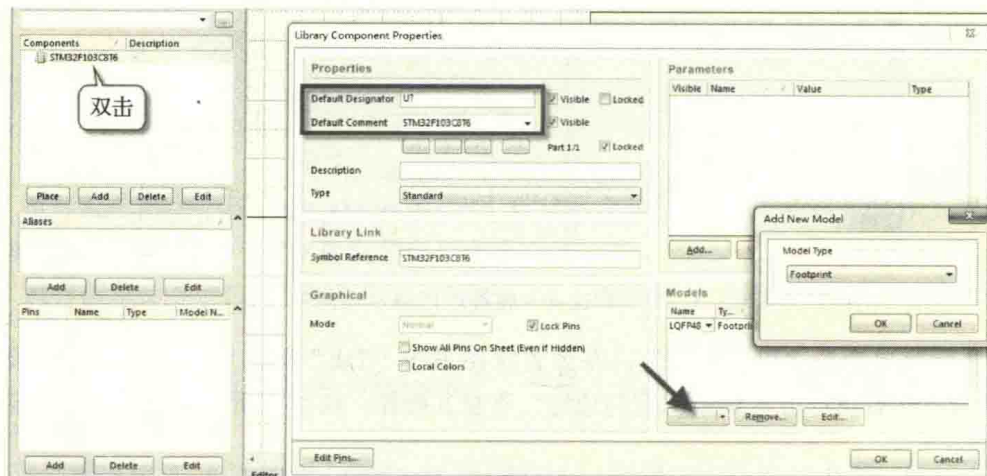 Components
Description
STM32F103C8T6
双击
Place
Add
Delete
Edit
Aliases
Add
Delete
Edit
Pins
Name
Type
Model N...
Add
Delete
Edit
Editor
Library Component Properties
Properties
Default Designator
U?
Visible
Locked
Default Comment
STM32F103C8T6
Visible
Part 1/1
Locked
Description
Type
Standard
Library Link
Symbol Reference
STM32F103C8T6
Graphical
Mode
Normal
Lock Pins
Show All Pins On Sheet (Even if Hidden)
Local Colors
Edit Pins...
Parameters
Visible
Name
Value
Type
Add...
Models
Name
Ty...
LQFP48
Remove...
Edit...
OK
Cancel
Add New Model
Model Type
Footprint
OK
Cancel